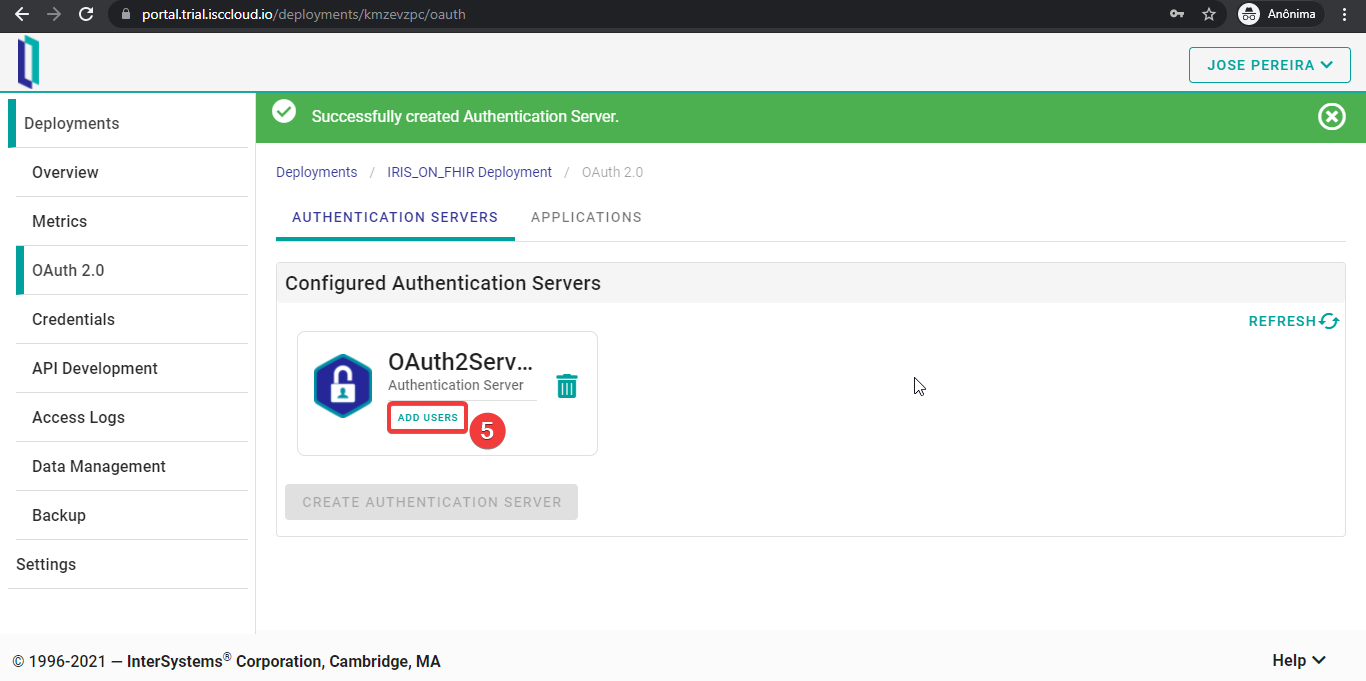 portal.trial.isccloud.io/deployments/kmzevzpc/oauth
Anônima
JOSE PEREIRA
Deployments
Overview
Metrics
OAuth 2.0
Credentials
API Development
Access Logs
Data Management
Backup
Settings
Successfully created Authentication Server.
Deployments / IRIS_ON_FHIR Deployment / OAuth 2.0
AUTHENTICATION SERVERS APPLICATIONS
Configured Authentication Servers
REFRESH
OAuth2Serv...
Authentication Server
ADD USERS
5
CREATE AUTHENTICATION SERVER
© 1996-2021 — InterSystems® Corporation, Cambridge, MA
Help